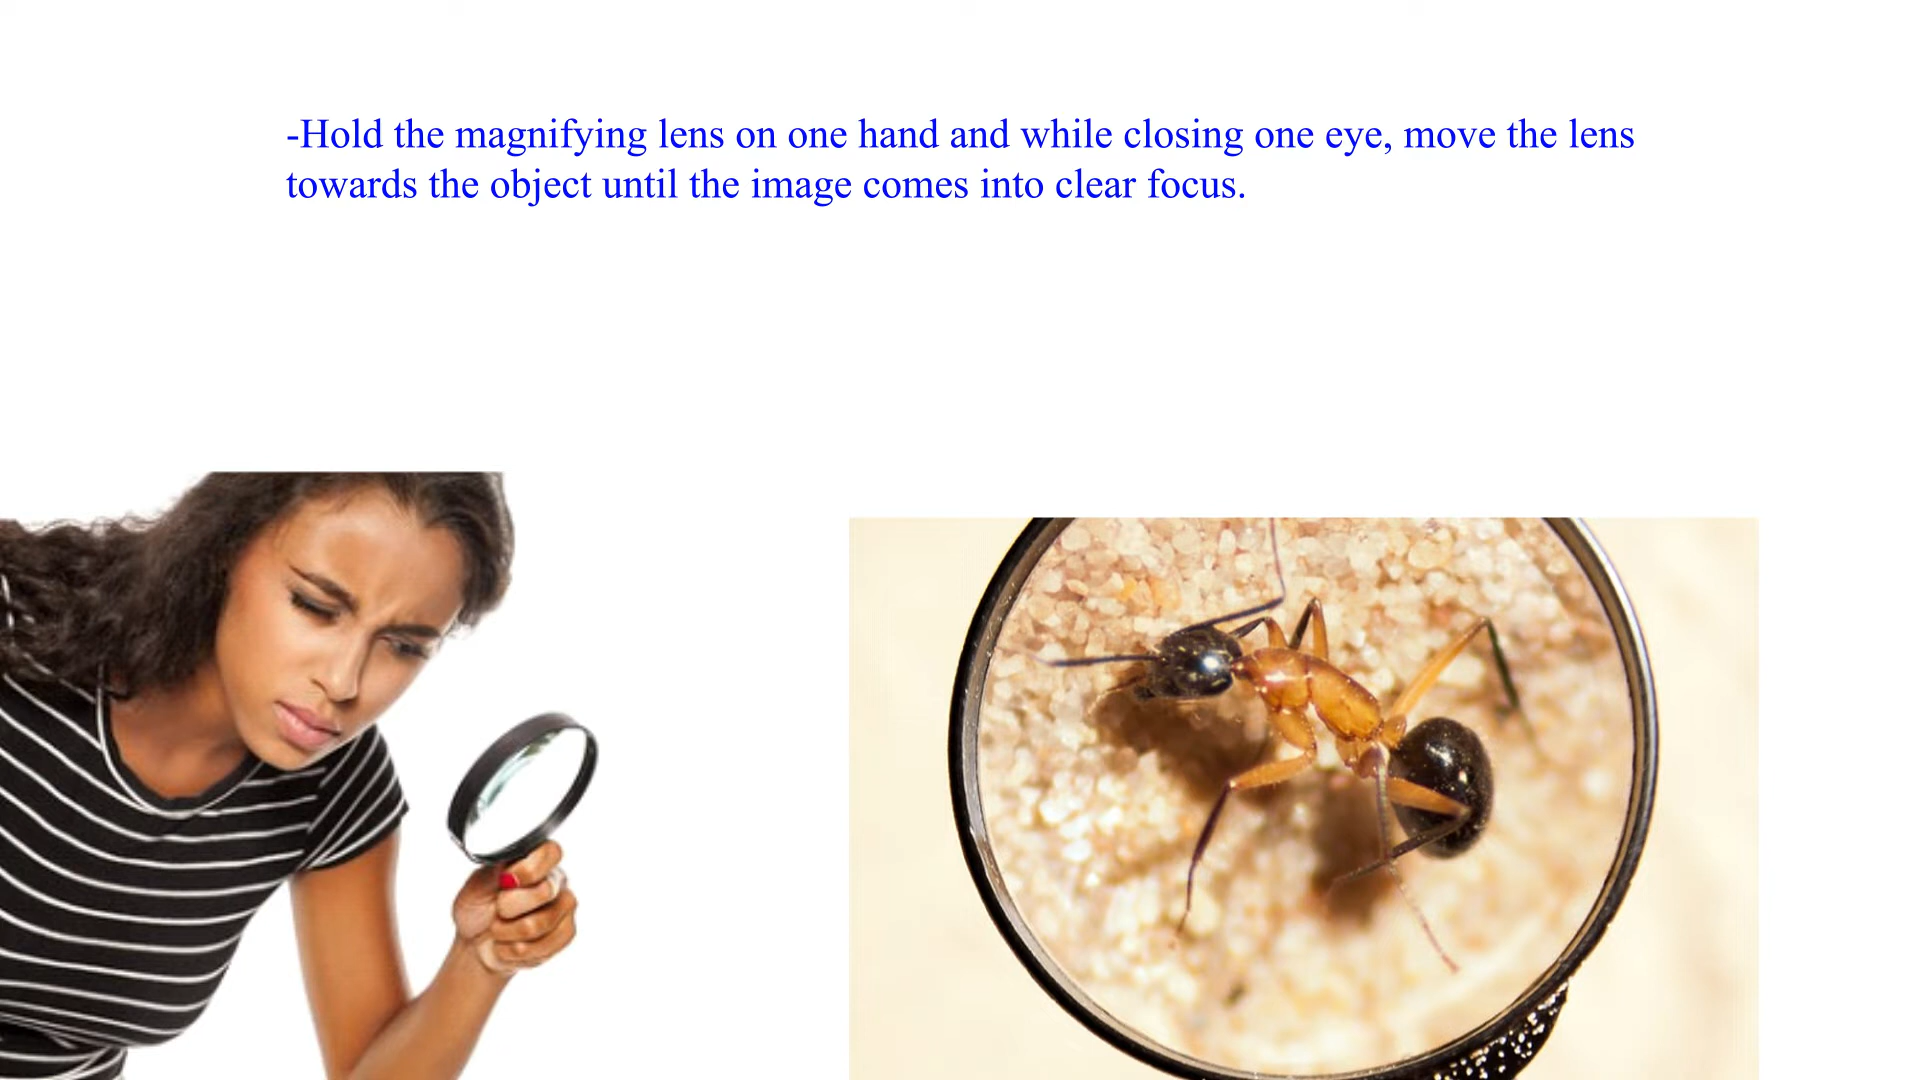 -Hold the magnifying lens on one hand and while closing one eye, move the lens
towards the object until the image comes into clear focus.